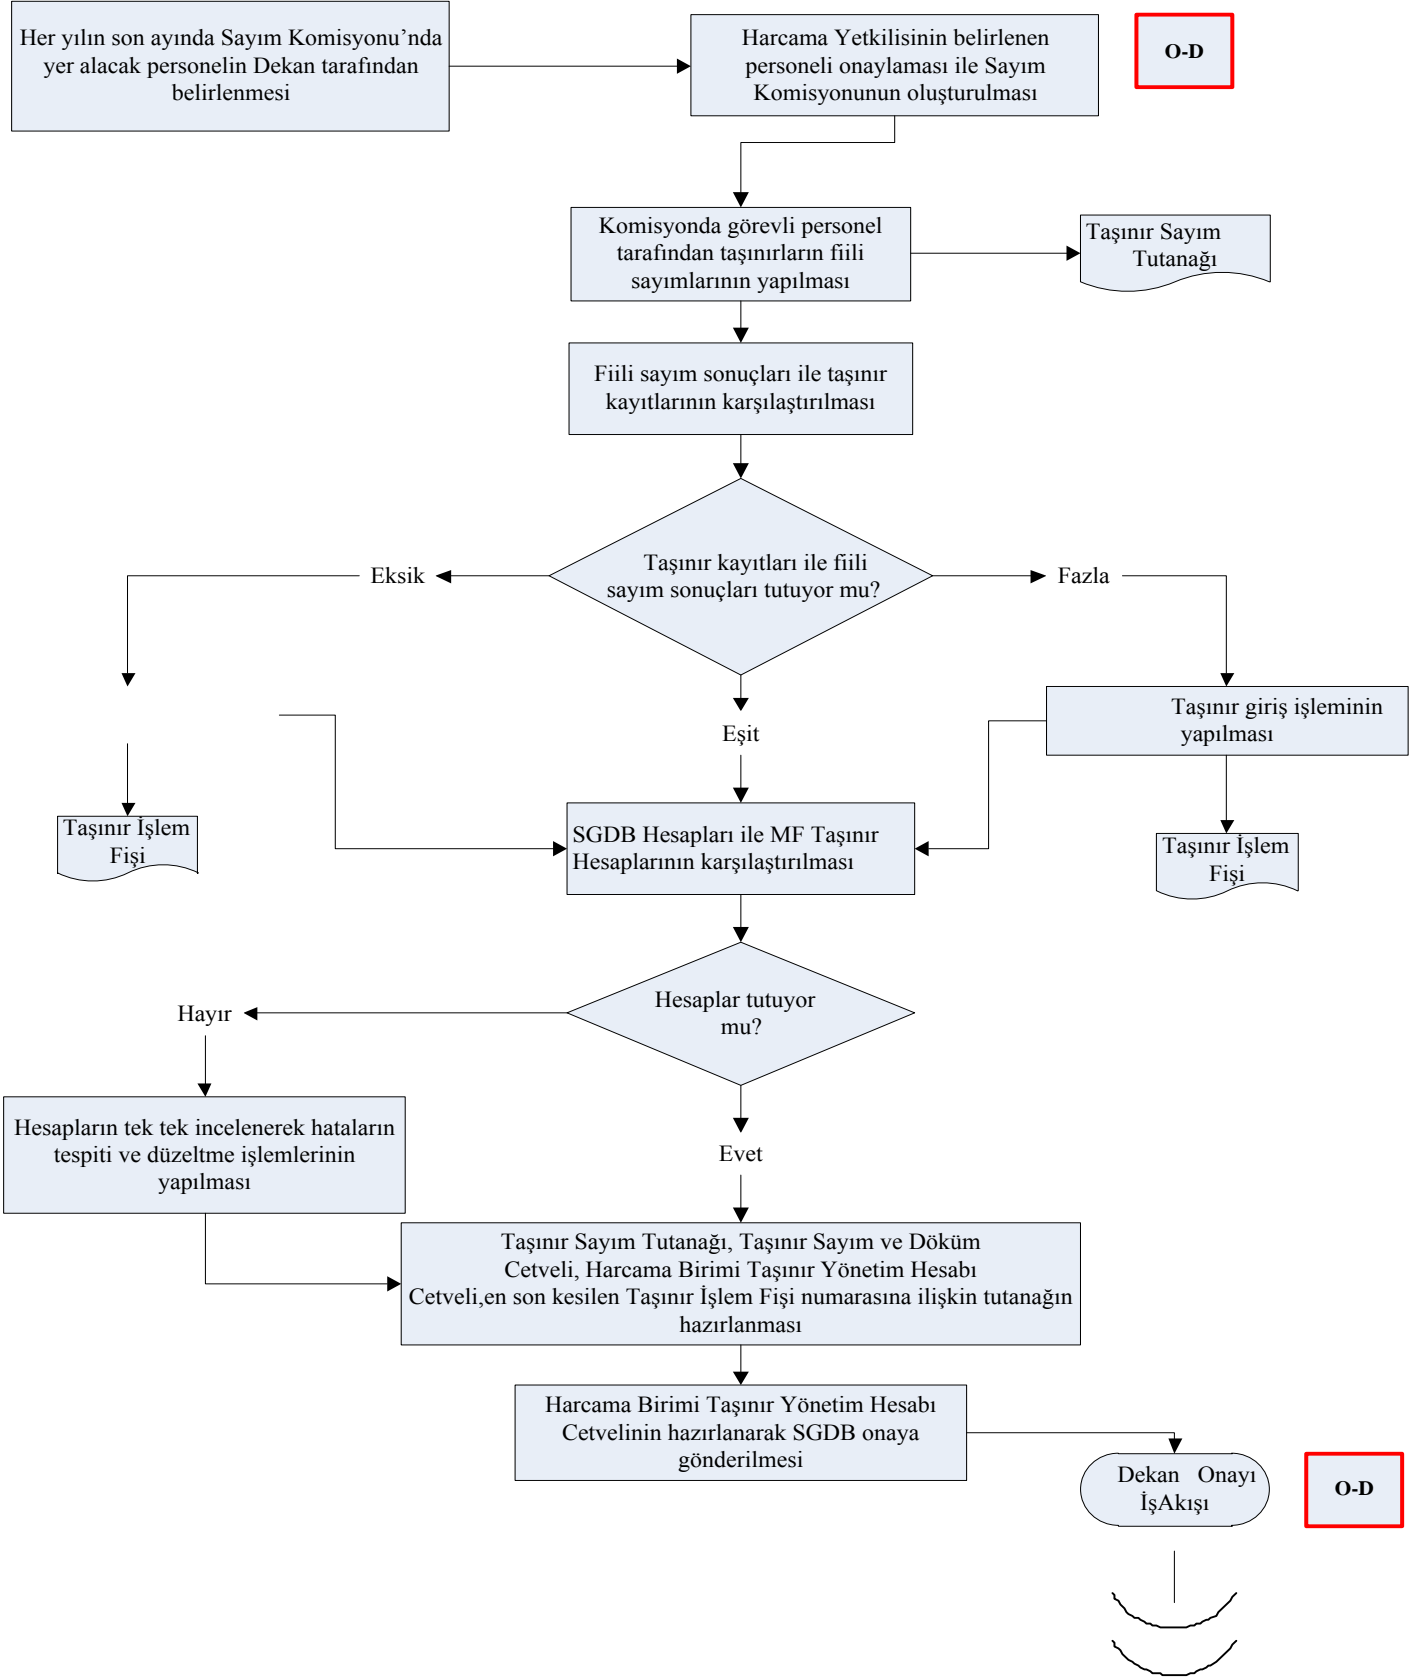 Her yılın son ayında Sayım Komisyonu’nda
yer alacak personelin Dekan tarafından
belirlenmesi
Harcama Yetkilisinin belirlenen
personeli onaylaması ile Sayım
Komisyonunun oluşturulması
O-D
Komisyonda görevli personel
tarafından taşınırların fiili
sayımlarının yapılması
Taşınır Sayım
Tutanağı
Fiili sayım sonuçları ile taşınır
kayıtlarının karşılaştırılması
Taşınır kayıtları ile fiili
sayım sonuçları tutuyor mu?
Eksik
Fazla
Eşit
Taşınır giriş işleminin
yapılması
Taşınır İşlem
Fişi
SGDB Hesapları ile MF Taşınır
Hesaplarının karşılaştırılması
Taşınır İşlem
Fişi
Hesaplar tutuyor
mu?
Hayır
Evet
Hesapların tek tek incelenerek hataların
tespiti ve düzeltme işlemlerinin
yapılması
Taşınır Sayım Tutanağı, Taşınır Sayım ve Döküm
Cetveli, Harcama Birimi Taşınır Yönetim Hesabı
Cetveli,en son kesilen Taşınır İşlem Fişi numarasına ilişkin tutanağın
hazırlanması
Harcama Birimi Taşınır Yönetim Hesabı
Cetvelinin hazırlanarak SGDB onaya
gönderilmesi
Dekan Onayı
İşAkışı
O-D